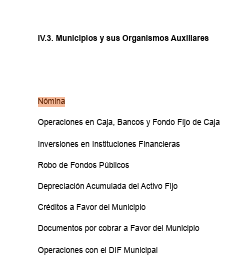 IV.3. Municipios y sus Organismos Auxiliares
Nómina
Operaciones en Caja, Bancos y Fondo Fijo de Caja
Inversiones en Instituciones Financieras
Robo de Fondos Públicos
Depreciación Acumulada del Activo Fijo
Créditos a Favor del Municipio
Documentos por cobrar a Favor del Municipio
Operaciones con el DIF Municipal